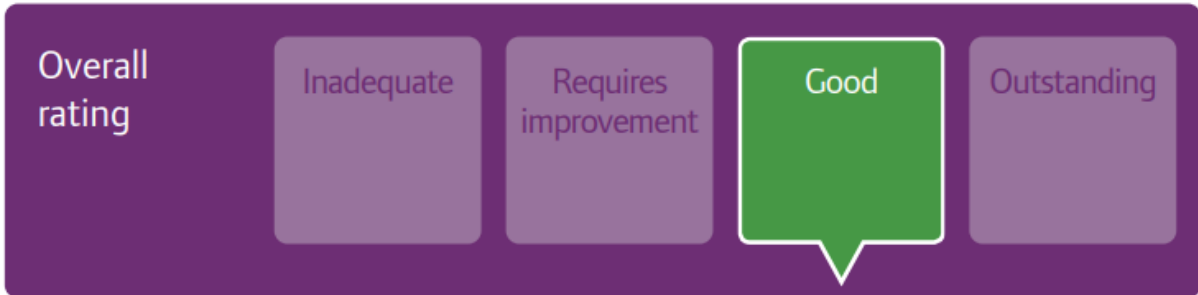 Overall
rating
Inadequate
Requires
improvement
Good
Outstanding